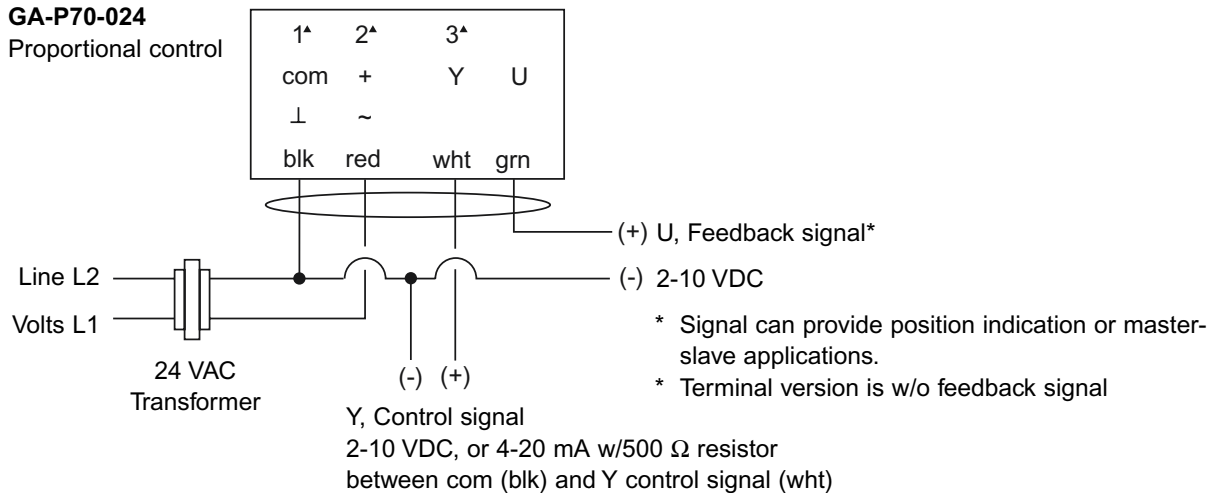 GA-P70-024
Proportional control
1▲ 2▲ 3▲
com + Y U
⊥ ~
blk red wht grn
(+) U, Feedback signal*
Line L2
(-) 2-10 VDC
Volts L1
* Signal can provide position indication or master-
slave applications.
* Terminal version is w/o feedback signal
24 VAC
Transformer
(-) (+)
Y, Control signal
2-10 VDC, or 4-20 mA w/500 Ω resistor
between com (blk) and Y control signal (wht)